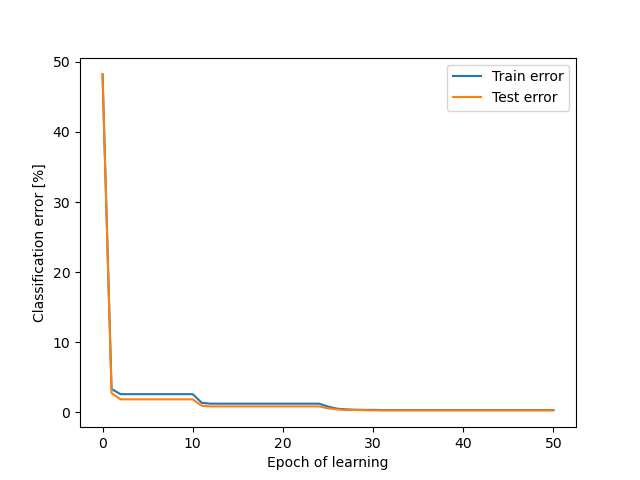 Train error
Test error
Classification error [%]
50
40
30
20
10
0
0 10 20 30 40 50
Epoch of learning